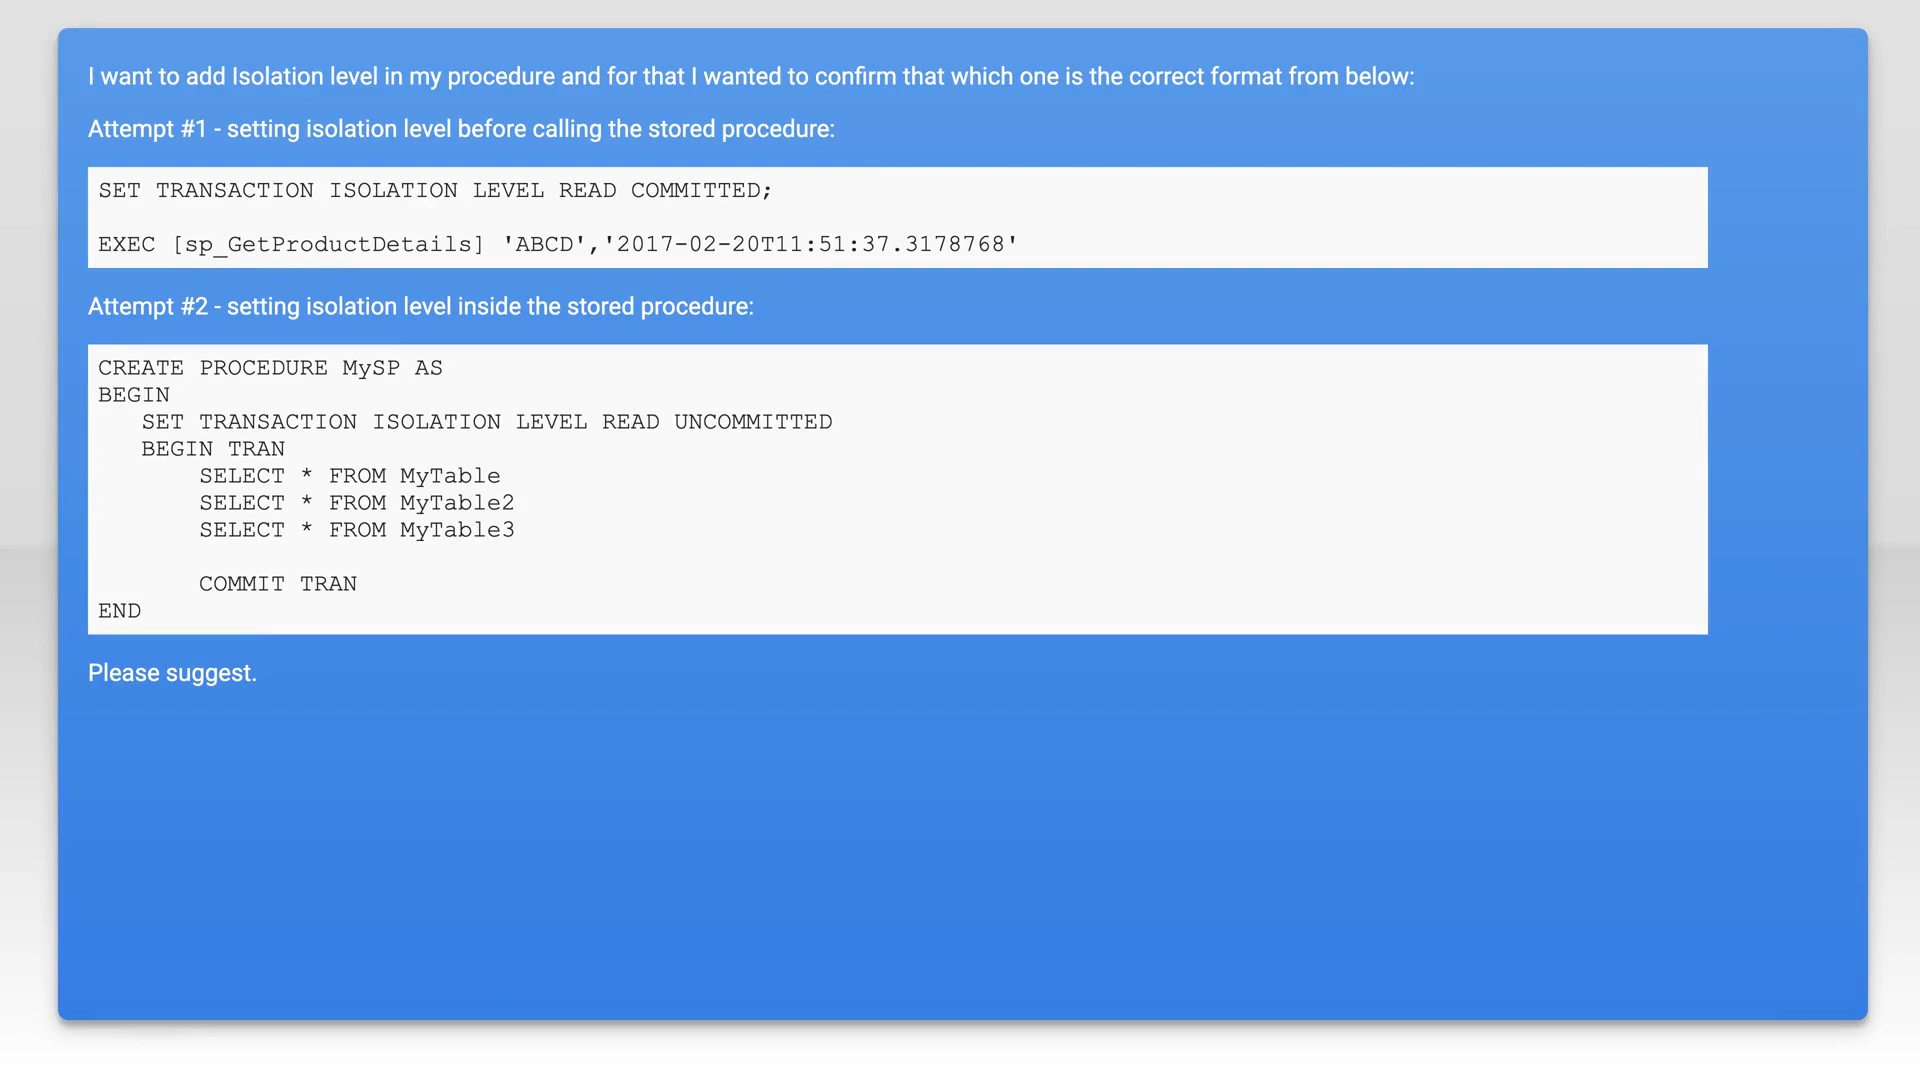 I want to add Isolation level in my procedure and for that I wanted to confirm that which one is the correct format from below:
Attempt #1 - setting isolation level before calling the stored procedure:
SET TRANSACTION ISOLATION LEVEL READ COMMITTED;
EXEC [sp_GetProductDetails] 'ABCD','2017-02-20T11:51:37.3178768'
Attempt #2 - setting isolation level inside the stored procedure:
CREATE PROCEDURE MySP AS
BEGIN
   SET TRANSACTION ISOLATION LEVEL READ UNCOMMITTED
   BEGIN TRAN
       SELECT * FROM MyTable
       SELECT * FROM MyTable2
       SELECT * FROM MyTable3
       COMMIT TRAN
END
Please suggest.